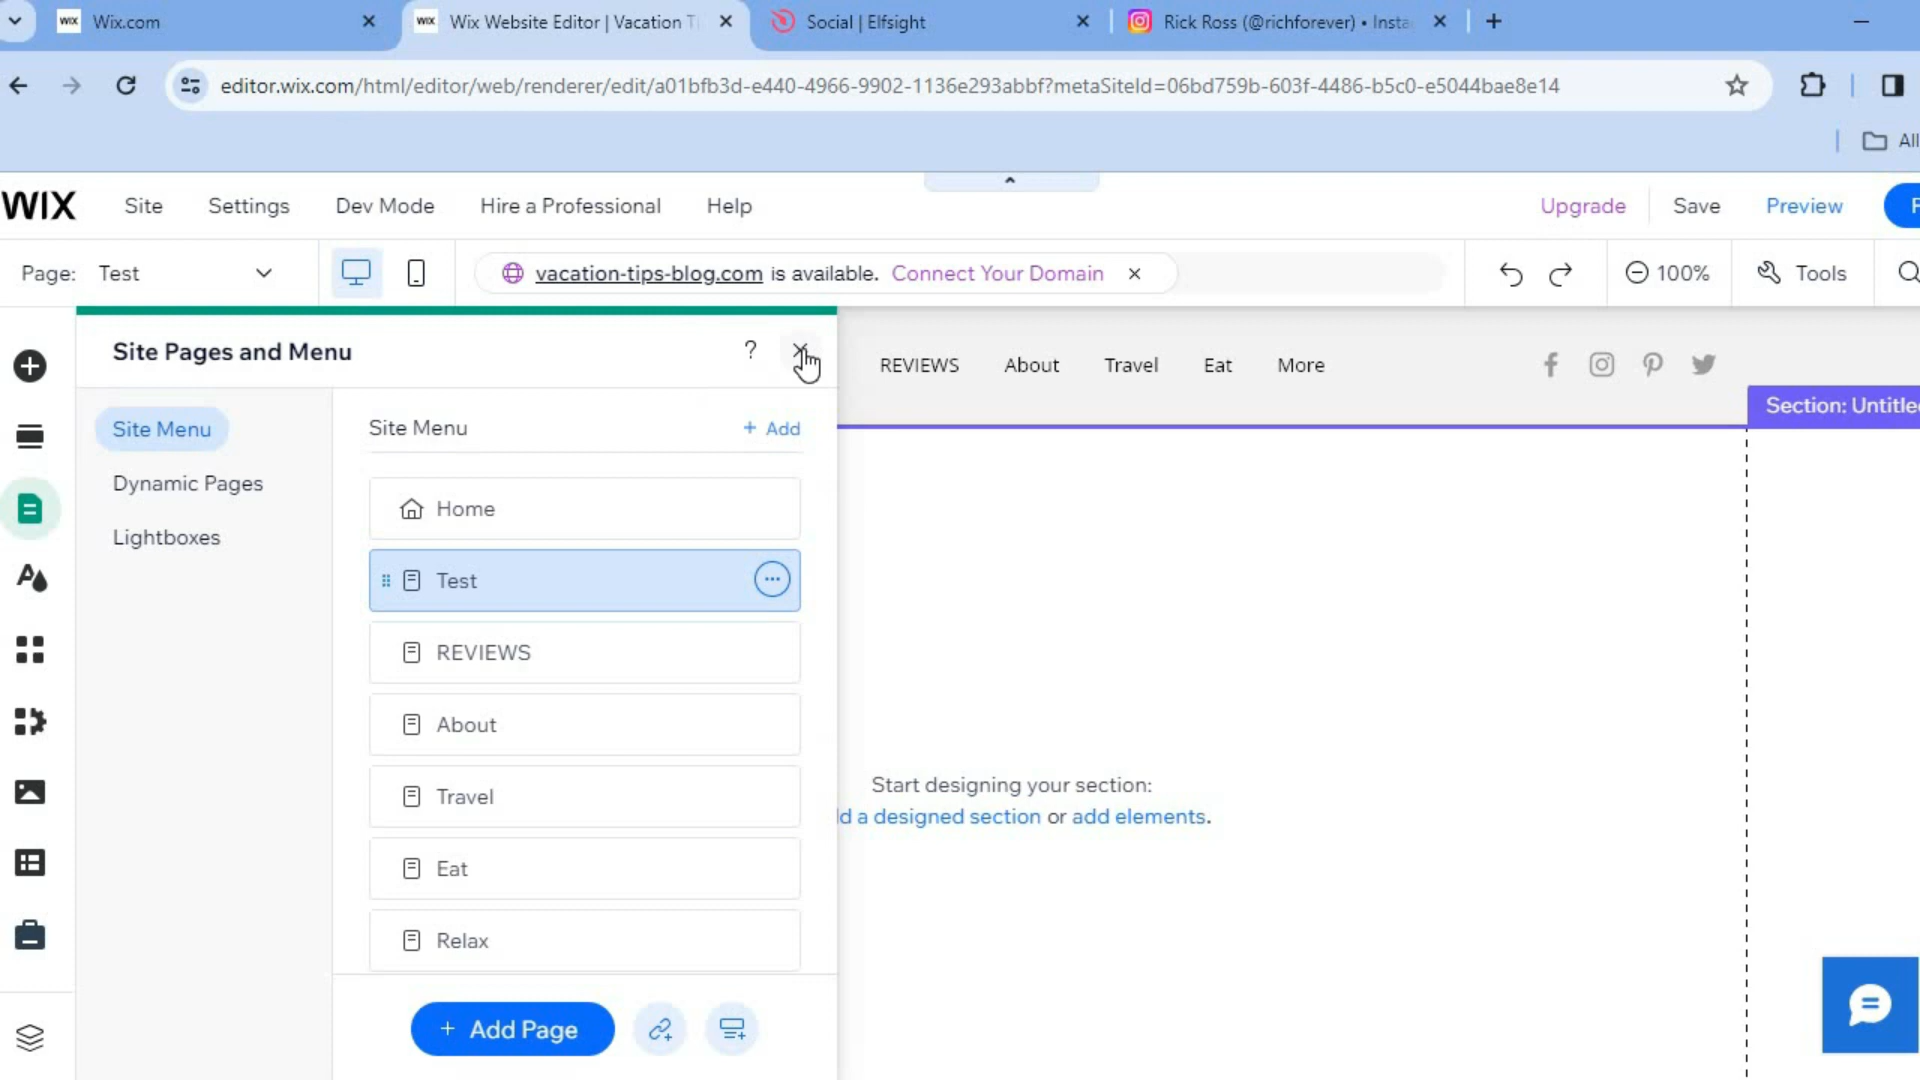 WIX Wix.com
WIX Wix Website Editor | Vacation Ti
Social | Elfsight
Rick Ross (@richforever) • Insta
editor.wix.com/html/editor/web/renderer/edit/a01bfb3d-e440-4966-9902-1136e293abbf?metaSiteId=06bd759b-603f-4486-b5c0-e5044bae8e14
All
WIX Site Settings Dev Mode Hire a Professional Help Upgrade Save Preview
Page: Test
vacation-tips-blog.com is available. Connect Your Domain
100% Tools
Site Pages and Menu ?
REVIEWS About Travel Eat More
Section: Untitle
Site Menu
Dynamic Pages
Lightboxes
Site Menu + Add
Home
Test
REVIEWS
About
Travel
Eat
Relax
+ Add Page
Start designing your section:
d a designed section or add elements.